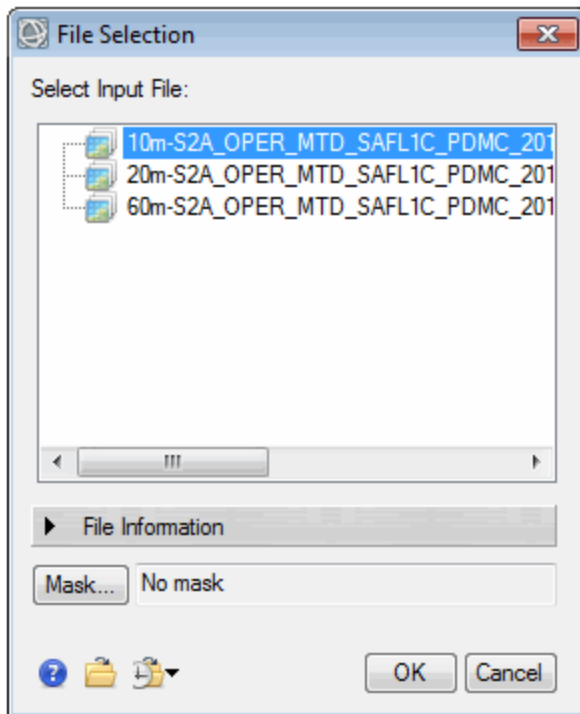 File Selection
Select Input File:
10m-S2A_OPER_MTD_SAFL1C_PDMC_201
20m-S2A_OPER_MTD_SAFL1C_PDMC_201
60m-S2A_OPER_MTD_SAFL1C_PDMC_201
File Information
Mask... No mask
OK Cancel